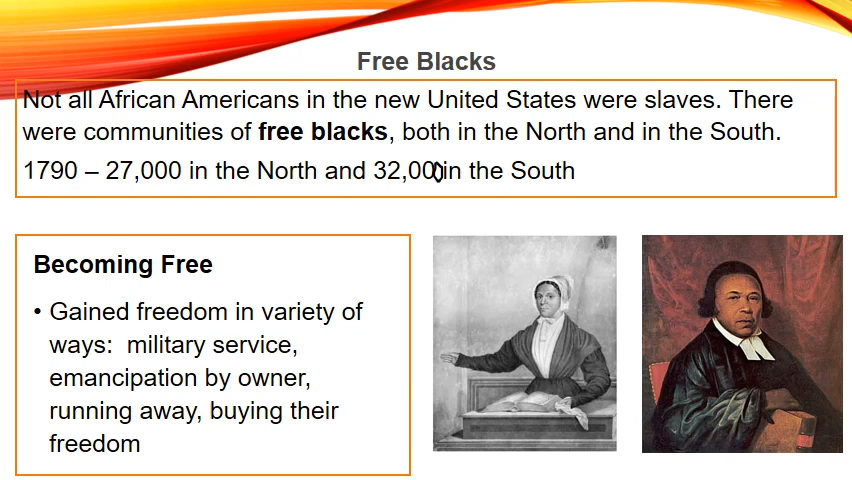 Free Blacks
Not all African Americans in the new United States were slaves. There
were communities of free blacks, both in the North and in the South.
1790 – 27,000 in the North and 32,000 in the South
Becoming Free
• Gained freedom in variety of
ways:  military service,
emancipation by owner,
running away, buying their
freedom